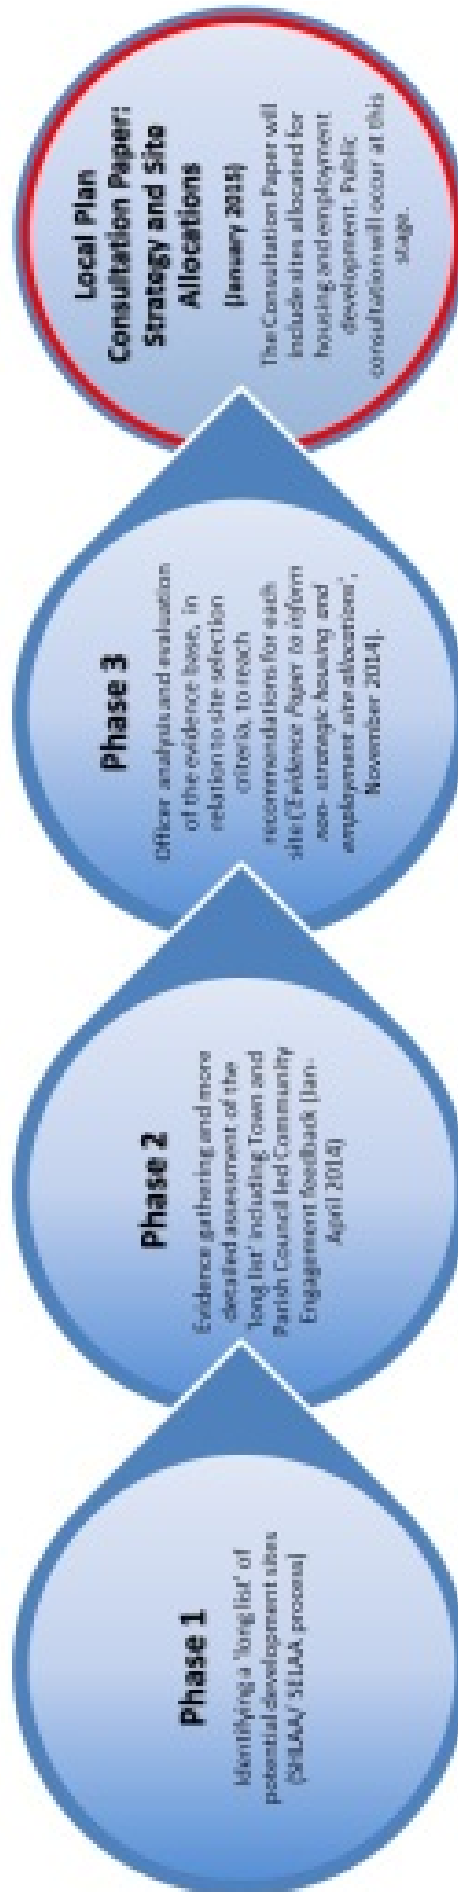 Phase 1
Identifying a 'long list' of
potential development sites
(SHLAA/ SELAA process)
Phase 2
Evidence gathering and more
detailed assessment of the
'long list' including Town and
Parish Council led Community
Engagement feedback (Jan-
April 2014)
Phase 3
Officer analysis and evaluation
of the evidence base, in
relation to site selection
criteria, to reach
recommendations for each
site ('Evidence Paper to inform
non- strategic housing and
employment site allocations',
November 2014).
Local Plan
Consultation Paper:
Strategy and Site
Allocations
(January 2015)
The Consultation Paper will
include sites allocated for
housing and employment
development. Public
consultation will occur at this
stage.